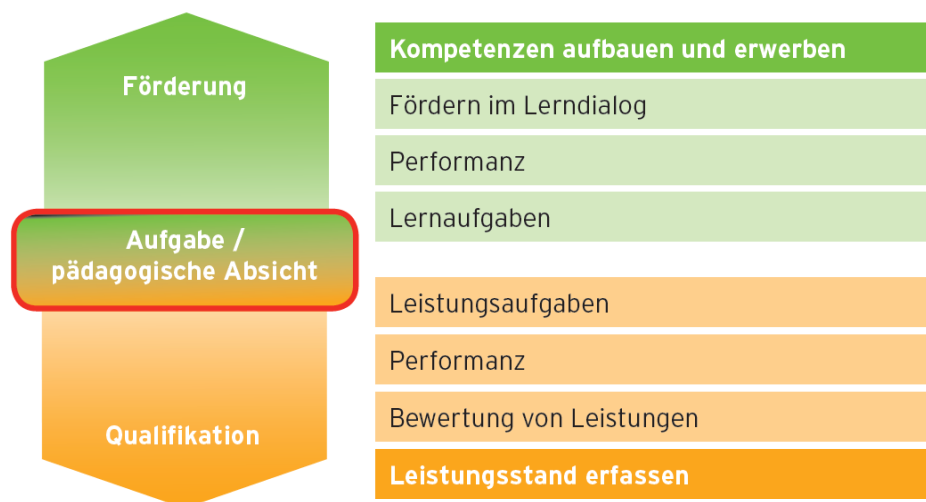 Förderung
Aufgabe /
pädagogische Absicht
Qualifikation
Kompetenzen aufbauen und erwerben
Fördern im Lerndialog
Performanz
Lernaufgaben
Leistungsaufgaben
Performanz
Bewertung von Leistungen
Leistungsstand erfassen